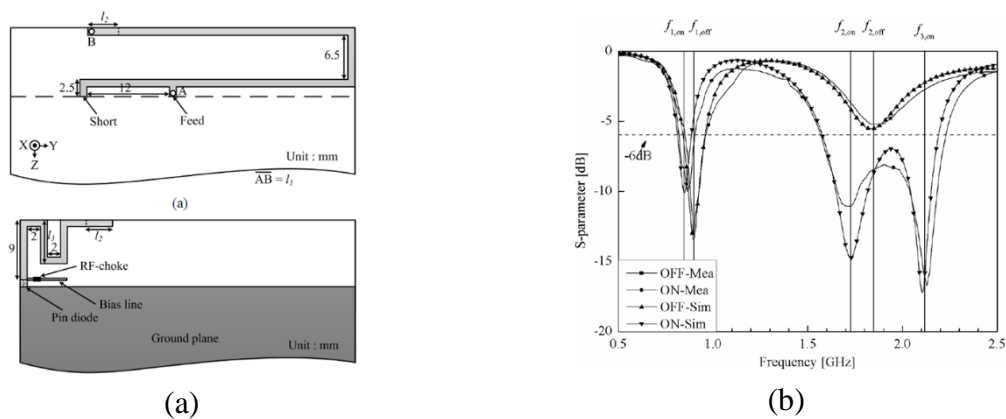 l2
B
6.5
2.5
12
A
Short
Feed
X
Y
Z
Unit : mm
AB = l1
(a)
l3
2
2
l2
9
RF-choke
Bias line
Pin diode
Ground plane
Unit : mm
(a)
f1,on
f1,off
f2,on
f2,off
f3,on
0
-5
-6dB
-10
-15
-20
S-parameter [dB]
OFF-Mea
ON-Mea
OFF-Sim
ON-Sim
0.5
1.0
1.5
2.0
2.5
Frequency [GHz]
(b)